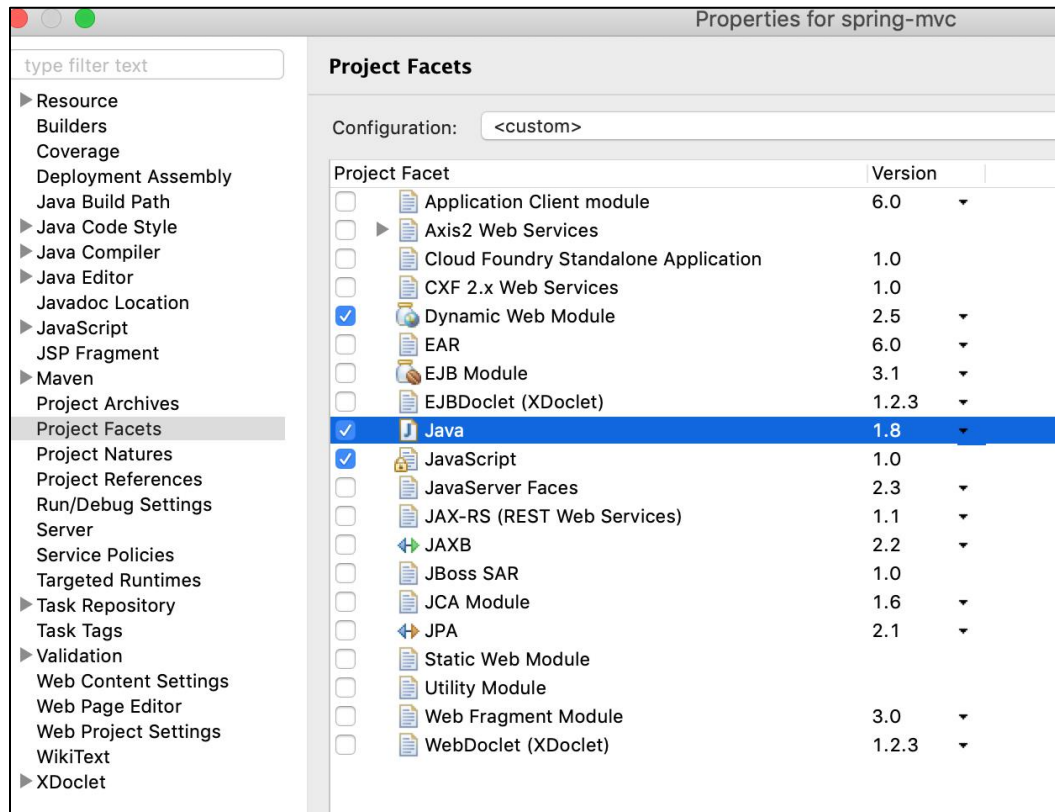 Properties for spring-mvc
type filter text
Resource
Builders
Coverage
Deployment Assembly
Java Build Path
Java Code Style
Java Compiler
Java Editor
Javadoc Location
JavaScript
JSP Fragment
Maven
Project Archives
Project Facets
Project Natures
Project References
Run/Debug Settings
Server
Service Policies
Targeted Runtimes
Task Repository
Task Tags
Validation
Web Content Settings
Web Page Editor
Web Project Settings
WikiText
XDoclet
Project Facets
Configuration: <custom>
Project Facet Version
Application Client module 6.0
Axis2 Web Services
Cloud Foundry Standalone Application 1.0
CXF 2.x Web Services 1.0
Dynamic Web Module 2.5
EAR 6.0
EJB Module 3.1
EJBDoclet (XDoclet) 1.2.3
Java 1.8
JavaScript 1.0
JavaServer Faces 2.3
JAX-RS (REST Web Services) 1.1
JAXB 2.2
JBoss SAR 1.0
JCA Module 1.6
JPA 2.1
Static Web Module
Utility Module
Web Fragment Module 3.0
WebDoclet (XDoclet) 1.2.3